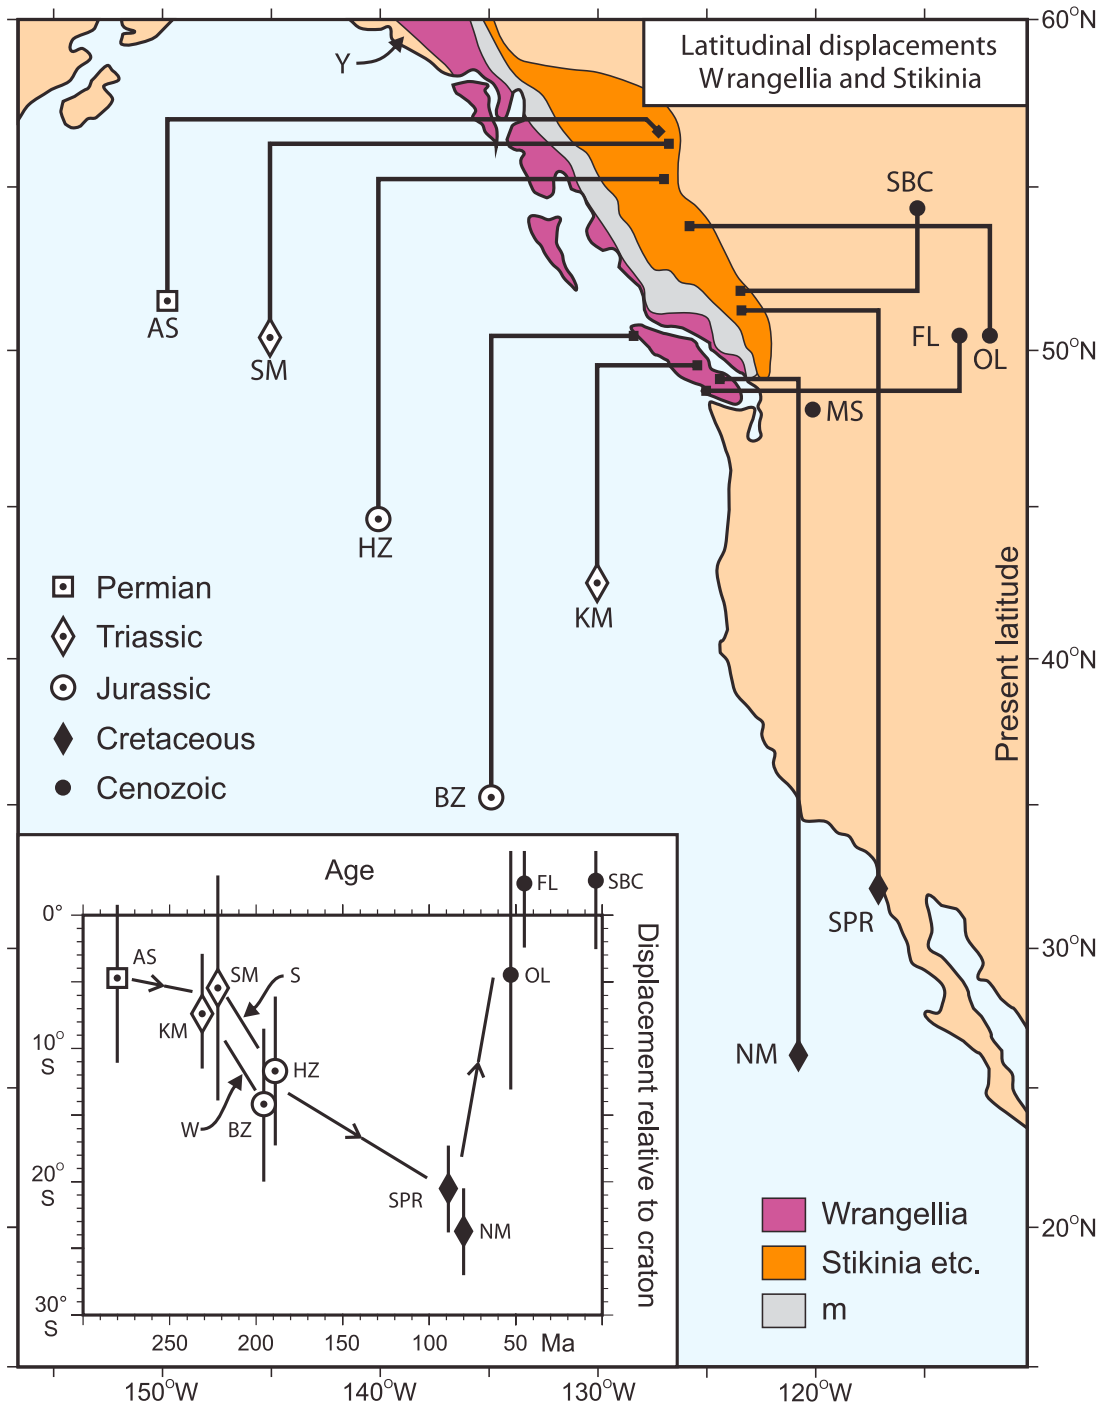 60°N
Latitudinal displacements
Wrangellia and Stikinia
Y
SBC
AS
SM
FL
OL
50°N
MS
HZ
KM
Permian
Triassic
Jurassic
Cretaceous
Cenozoic
Present latitude
40°N
BZ
SPR
30°N
NM
Age
FL
SBC
0°
AS
SM
S
OL
KM
10°
S
HZ
W
BZ
20°
S
SPR
NM
30°
S
250
200
150
100
50
Ma
Displacement relative to craton
Wrangellia
Stikinia etc.
m
20°N
150°W
140°W
130°W
120°W